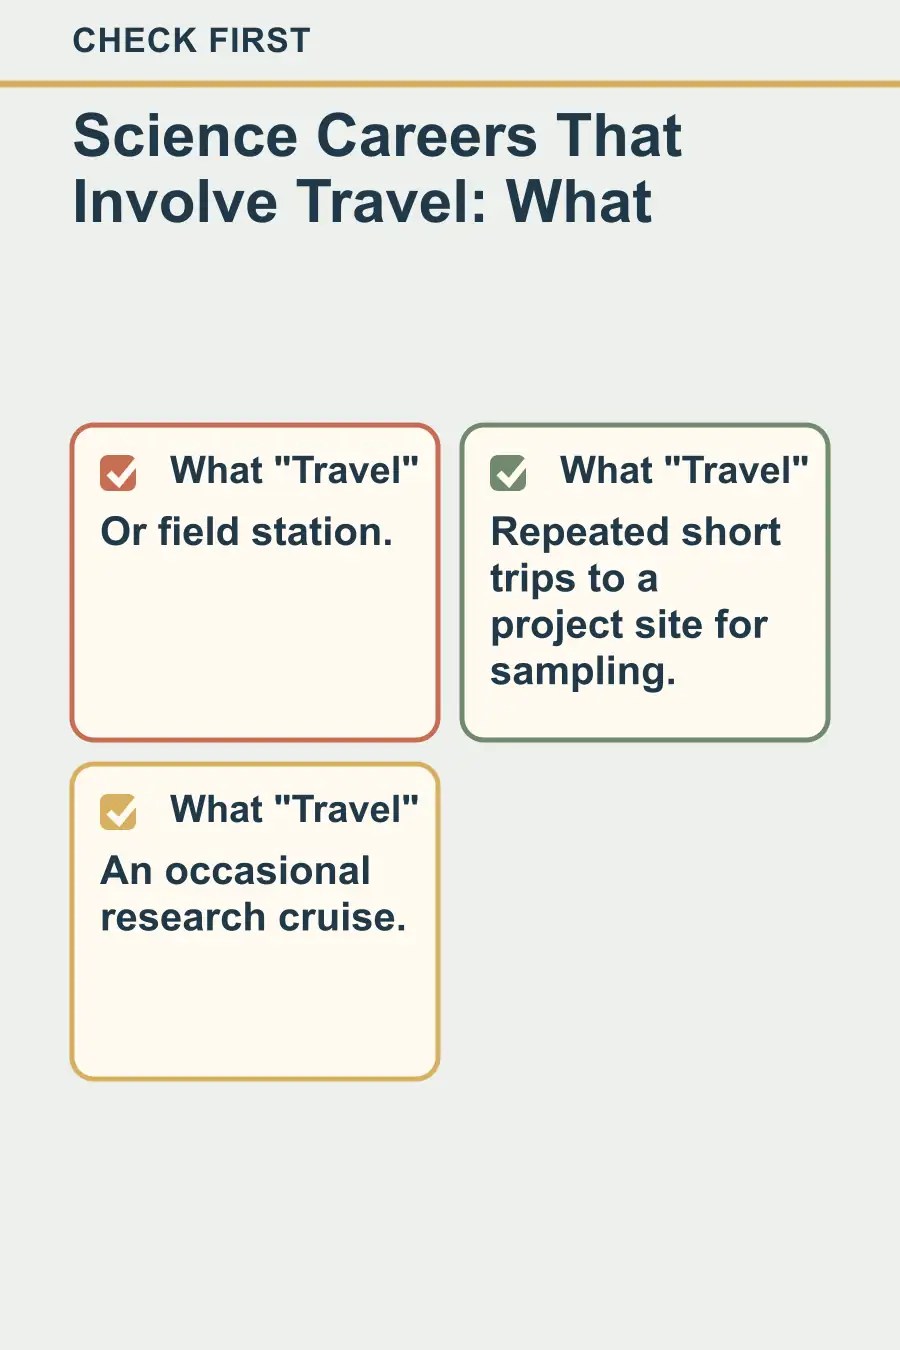 CHECK FIRST
Science Careers That
Involve Travel: What
What "Travel"
Or field station.
What "Travel"
Repeated short
trips to a
project site for
sampling.
What "Travel"
An occasional
research cruise.